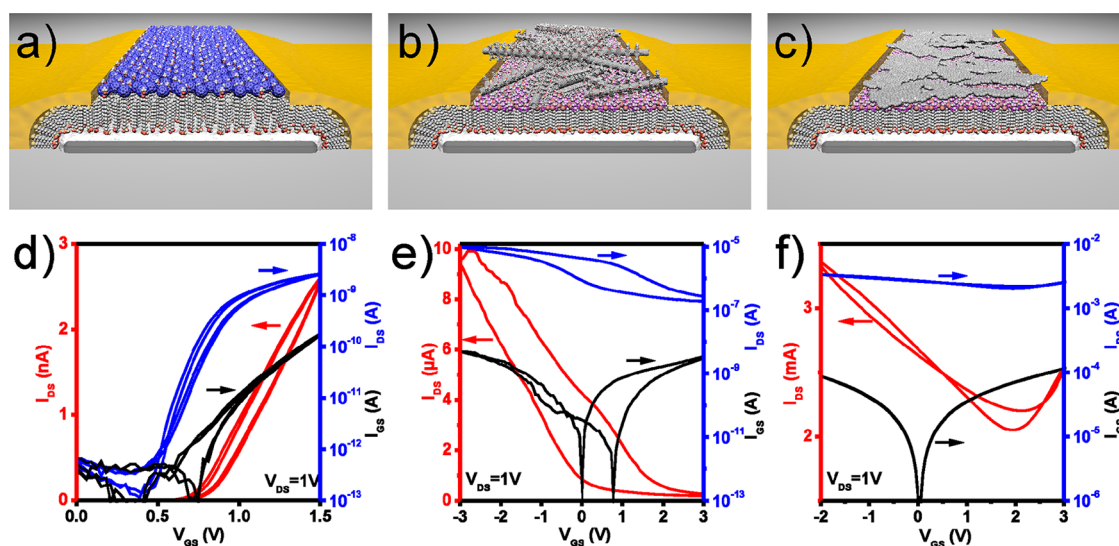 a) b) c)
d) e) f)
3 2 1 0
I_DS (nA)
10⁻⁸ 10⁻⁹ 10⁻¹⁰ 10⁻¹¹ 10⁻¹² 10⁻¹³
I_DS (A)
I_GS (A)
V_DS=1V
0.0 0.5 1.0 1.5
V_GS (V)
10 8 6 4 2 0
I_DS (µA)
10⁻⁵ 10⁻⁷ 10⁻⁹ 10⁻¹¹ 10⁻¹³
I_DS (A)
I_GS (A)
V_DS=1V
-3 -2 -1 0 1 2 3
V_GS (V)
3 2
I_DS (mA)
10⁻² 10⁻³ 10⁻⁴ 10⁻⁵ 10⁻⁶
I_DS (A)
I_GS (A)
V_DS=1V
-2 -1 0 1 2 3
V_GS (V)